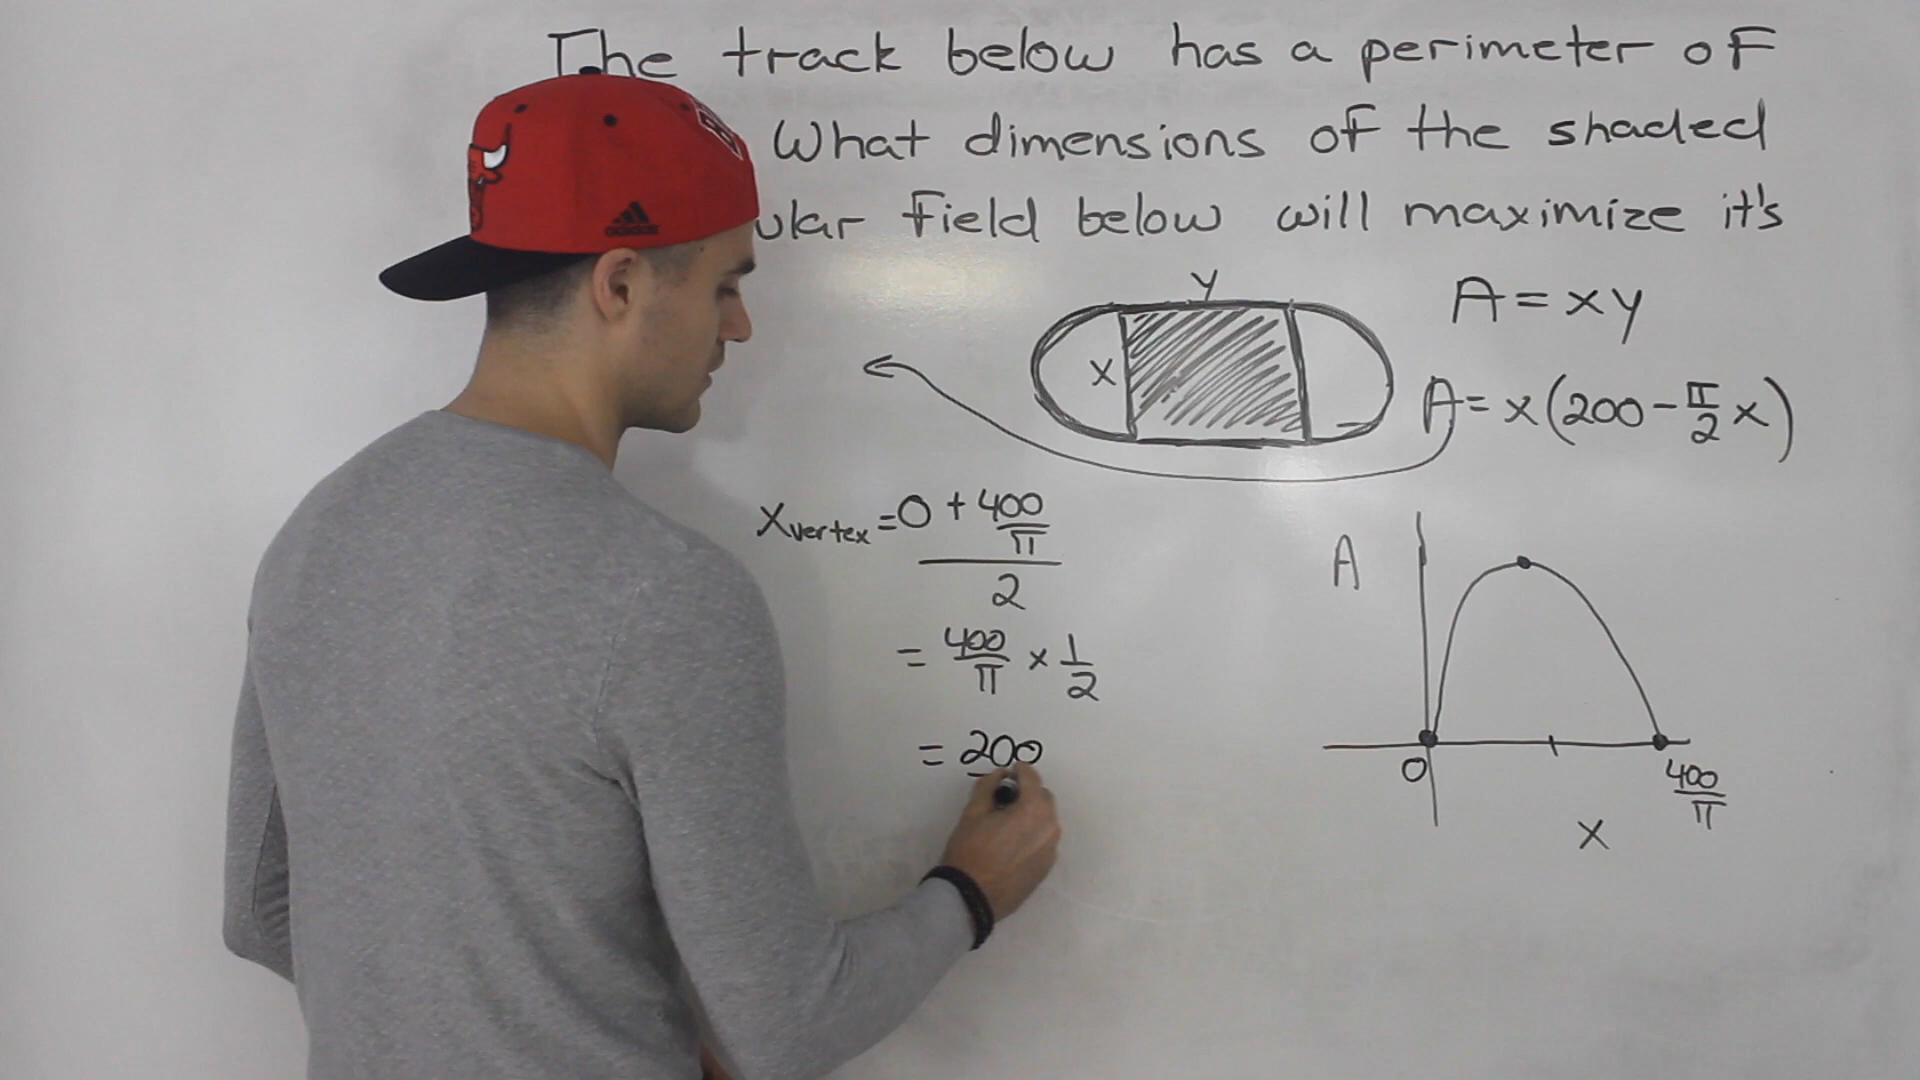 The track below has a perimeter of
What dimensions of the shaded
ular field below will maximize it's
y
A = xy
x
A = x(200 - π/2 x)
xvertex = (0 + 400/π)/2
= 400/π × 1/2
= 200
A
0
400/π
x
adidas